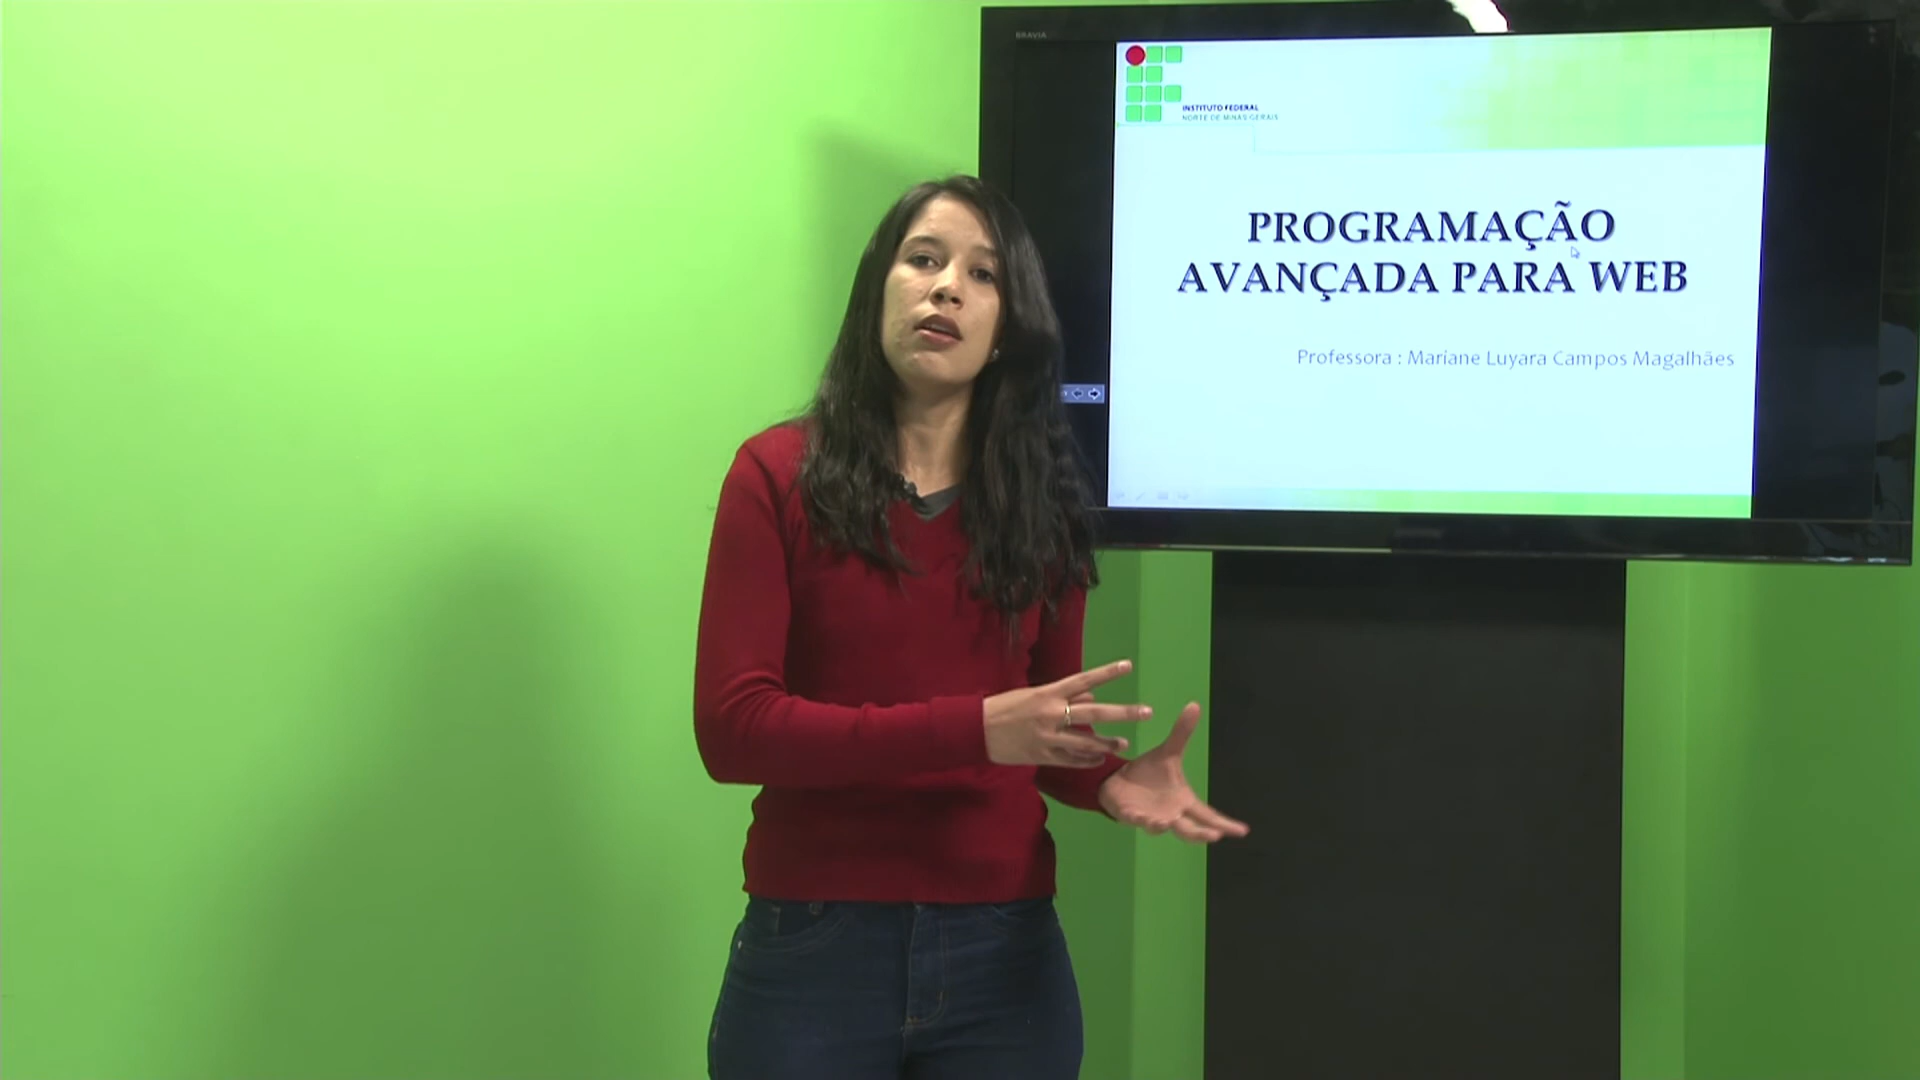 BRAVIA
INSTITUTO FEDERAL
NORTE DE MINAS GERAIS
PROGRAMAÇÃO
AVANÇADA PARA WEB
Professora : Mariane Luyara Campos Magalhães